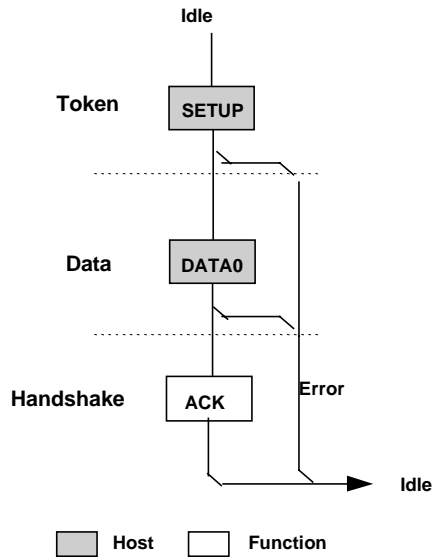 Idle
Token
SETUP
Data
DATA0
Handshake
ACK
Error
Idle
Host
Function